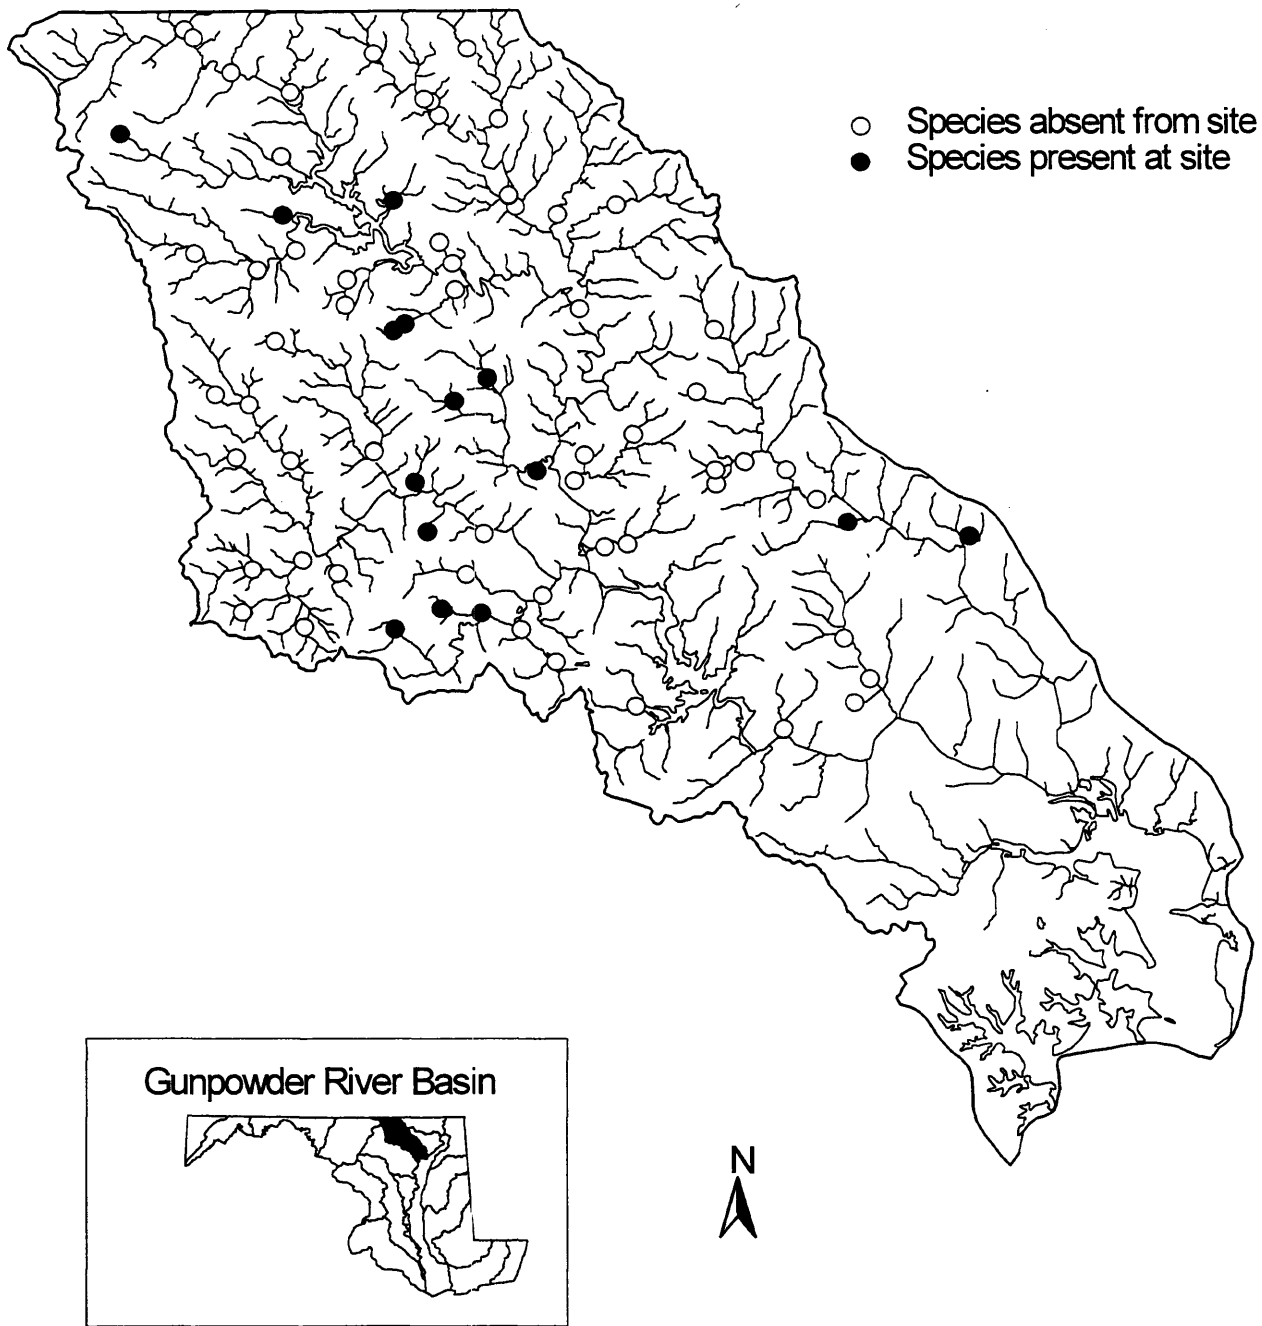 Species absent from site
Species present at site
Gunpowder River Basin
N